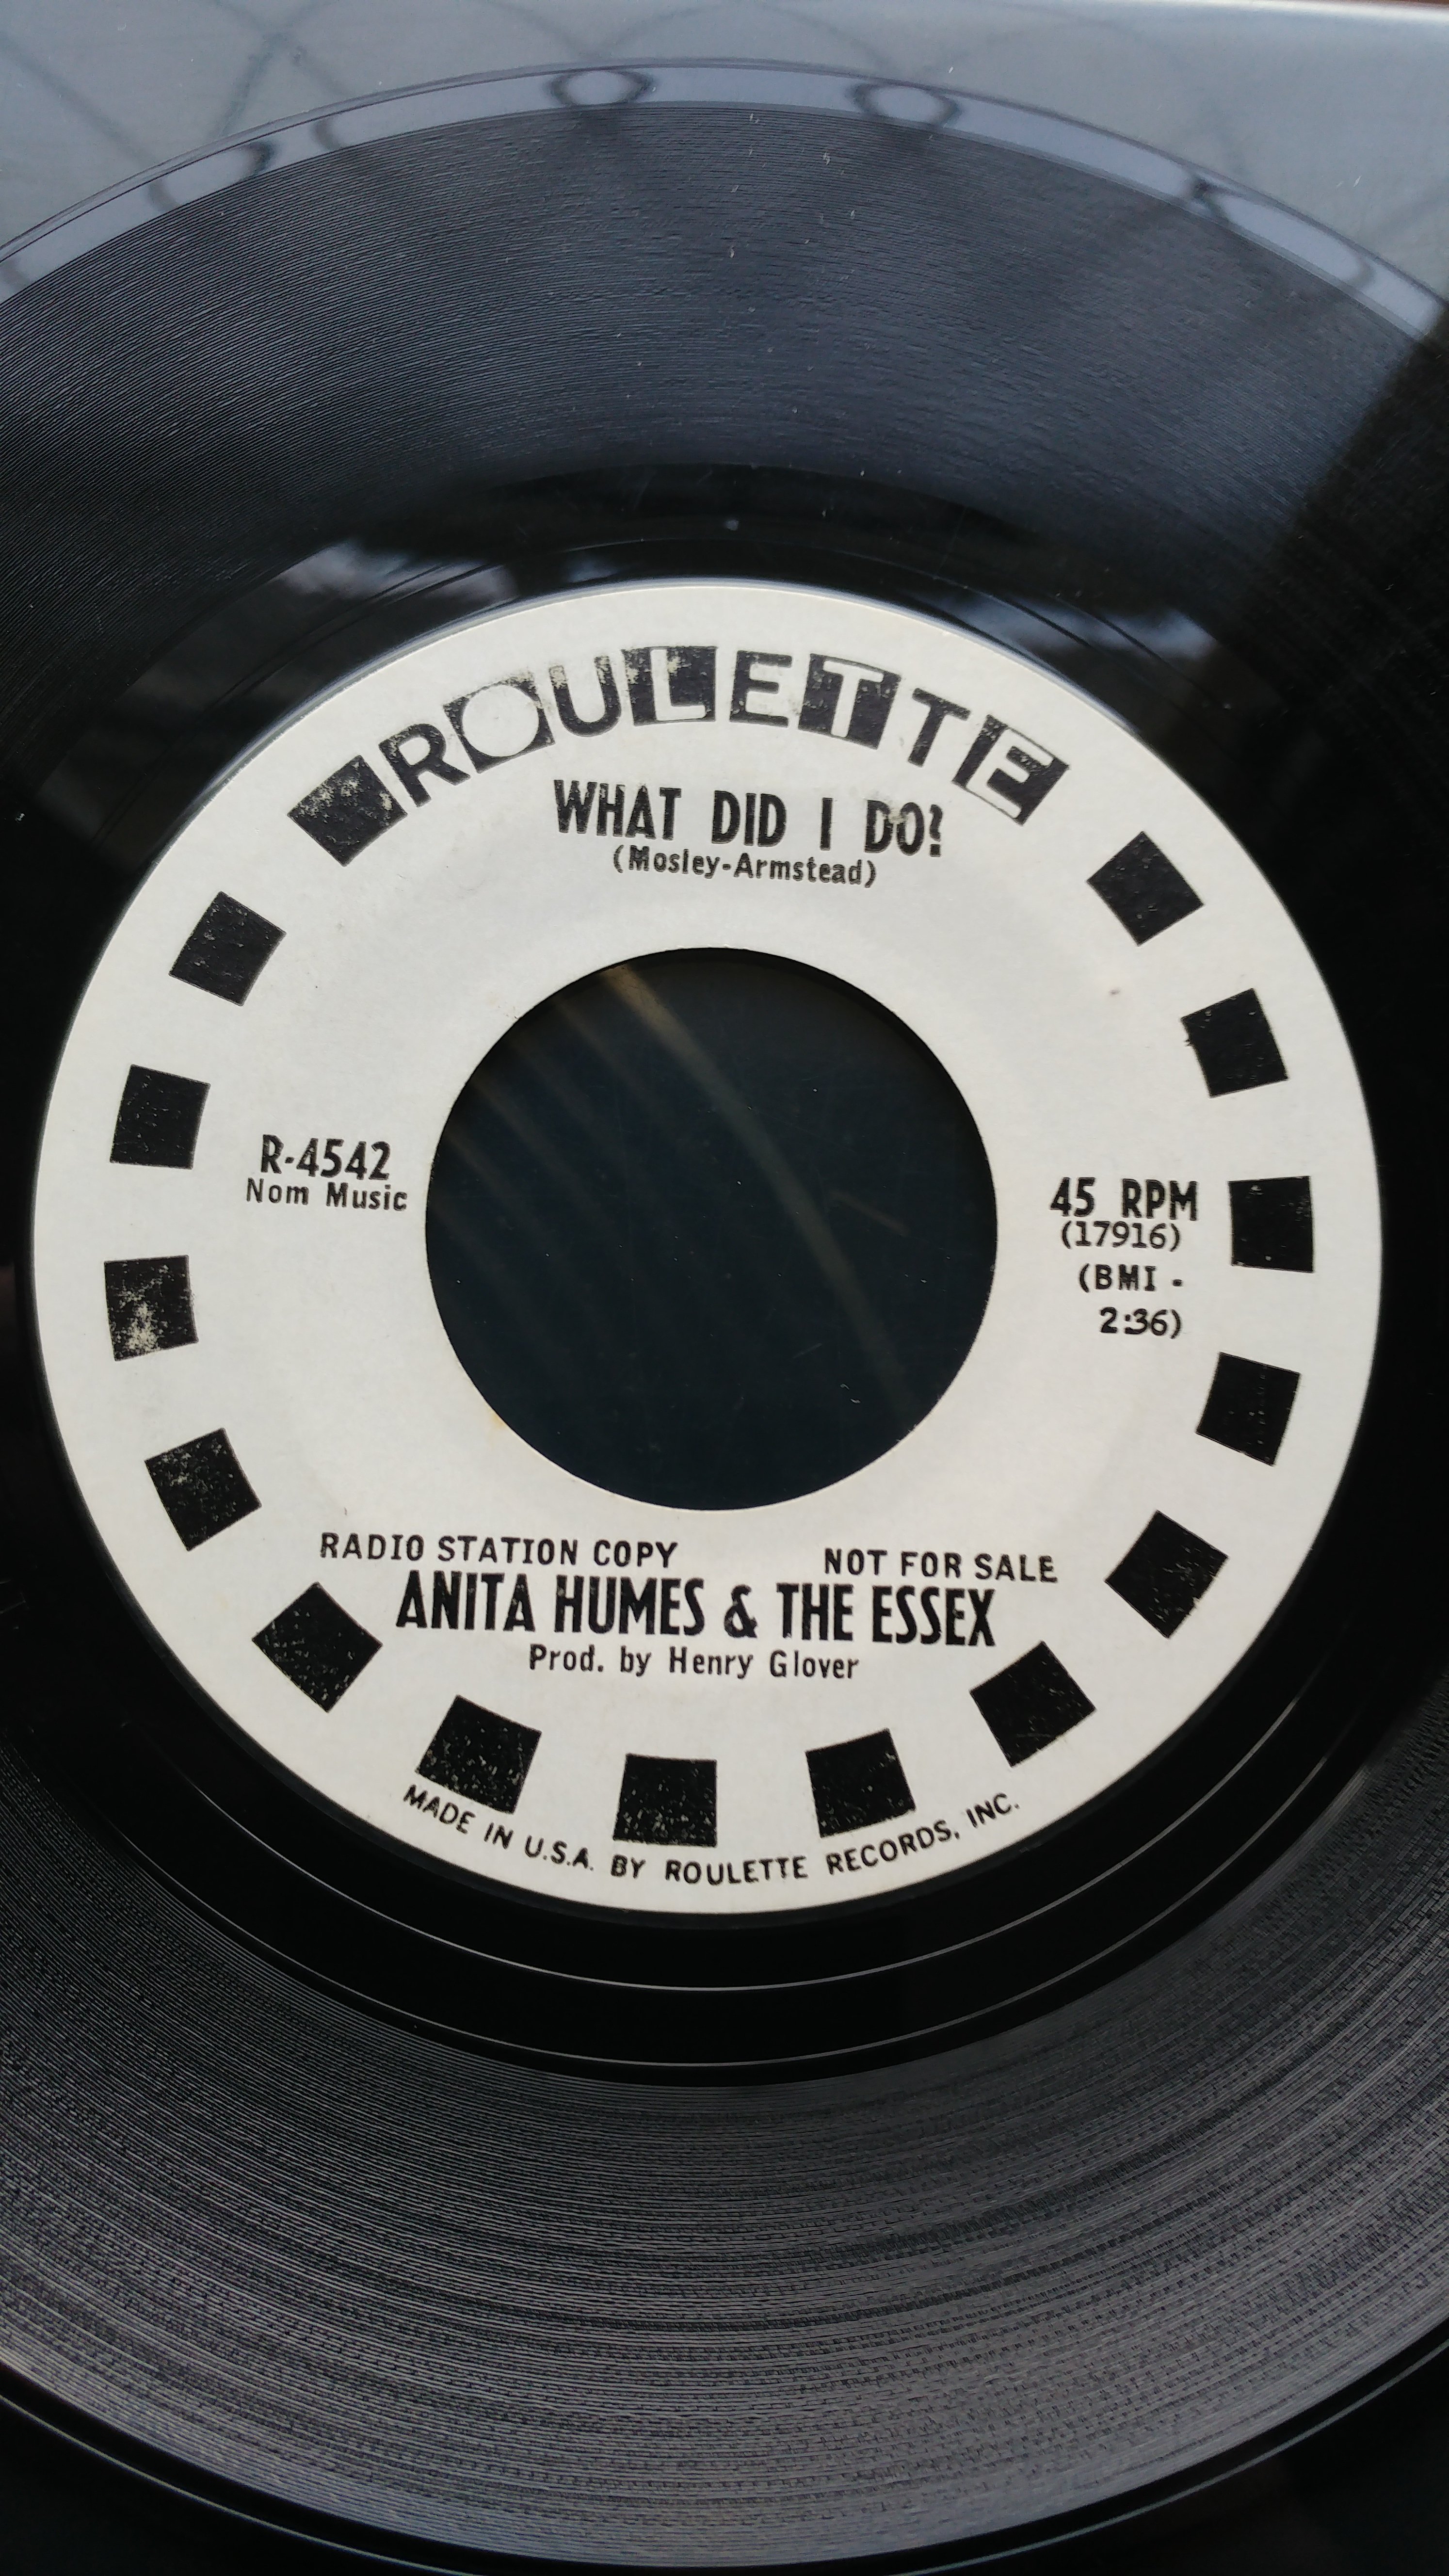 ROULETTE
WHAT DID I DO?
(Mosley-Armstead)
R-4542
Nom Music
45 RPM
(17916)
(BMI -
2:36)
RADIO STATION COPY NOT FOR SALE
ANITA HUMES & THE ESSEX
Prod. by Henry Glover
MADE IN U.S.A. BY ROULETTE RECORDS, INC.